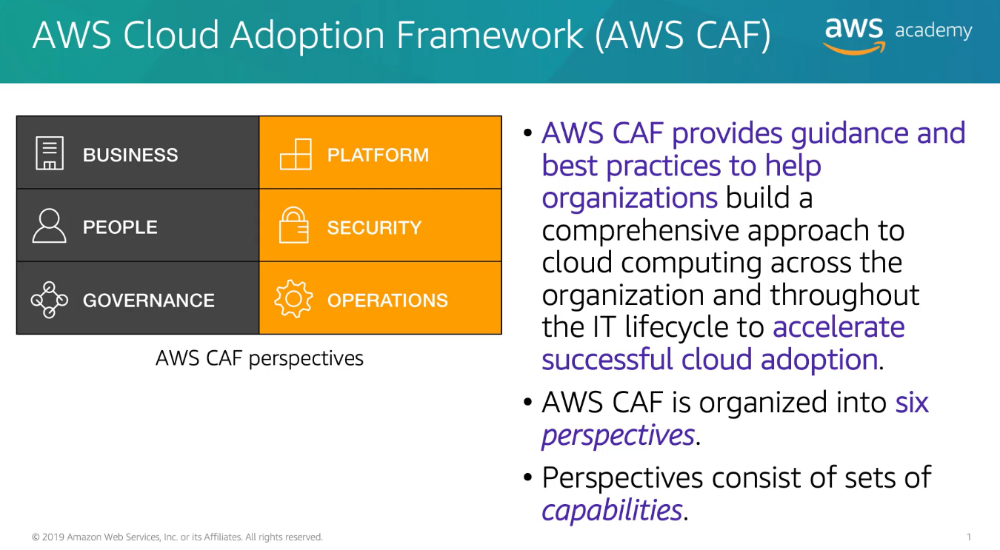 AWS Cloud Adoption Framework (AWS CAF)
aws academy
BUSINESS
PLATFORM
PEOPLE
SECURITY
GOVERNANCE
OPERATIONS
AWS CAF perspectives
• AWS CAF provides guidance and
best practices to help
organizations build a
comprehensive approach to
cloud computing across the
organization and throughout
the IT lifecycle to accelerate
successful cloud adoption.
• AWS CAF is organized into six
perspectives.
• Perspectives consist of sets of
capabilities.
© 2019 Amazon Web Services, Inc. or its Affiliates. All rights reserved.
1